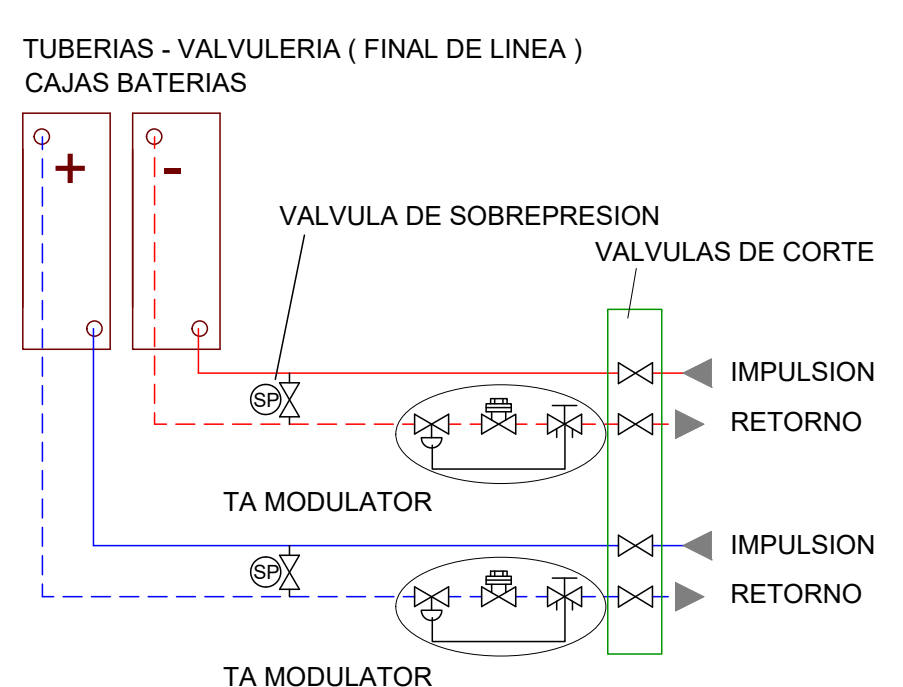 TUBERIAS - VALVULERIA ( FINAL DE LINEA )
CAJAS BATERIAS
+
-
VALVULA DE SOBREPRESION
VALVULAS DE CORTE
IMPULSION
SP
RETORNO
TA MODULATOR
IMPULSION
SP
RETORNO
TA MODULATOR